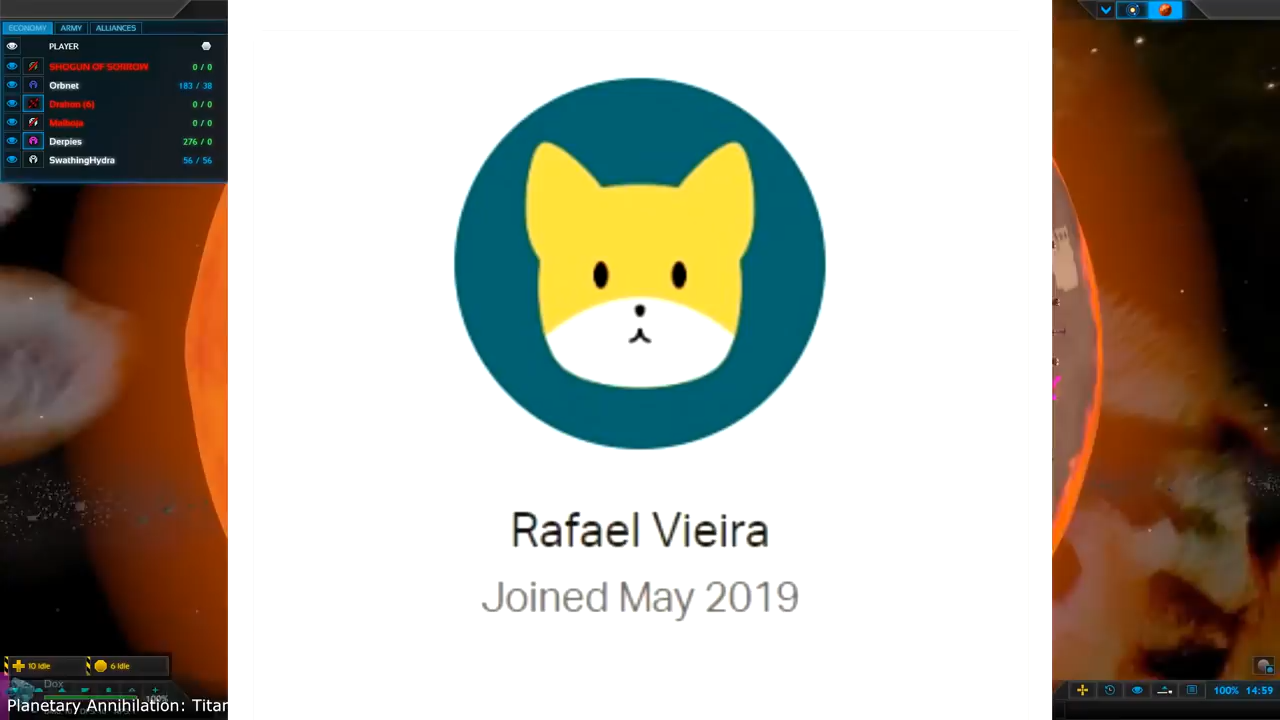 ECONOMY ARMY ALLIANCES
PLAYER
SHOGUN OF SORROW 0 / 0
Orbnet 183 / 38
Drahon (6) 0 / 0
Malboja 0 / 0
Derpies 276 / 0
SwathingHydra 56 / 56
Rafael Vieira
Joined May 2019
10 Idle 6 Idle
Dox
100%
Planetary Annihilation: Titan
100% 14:59